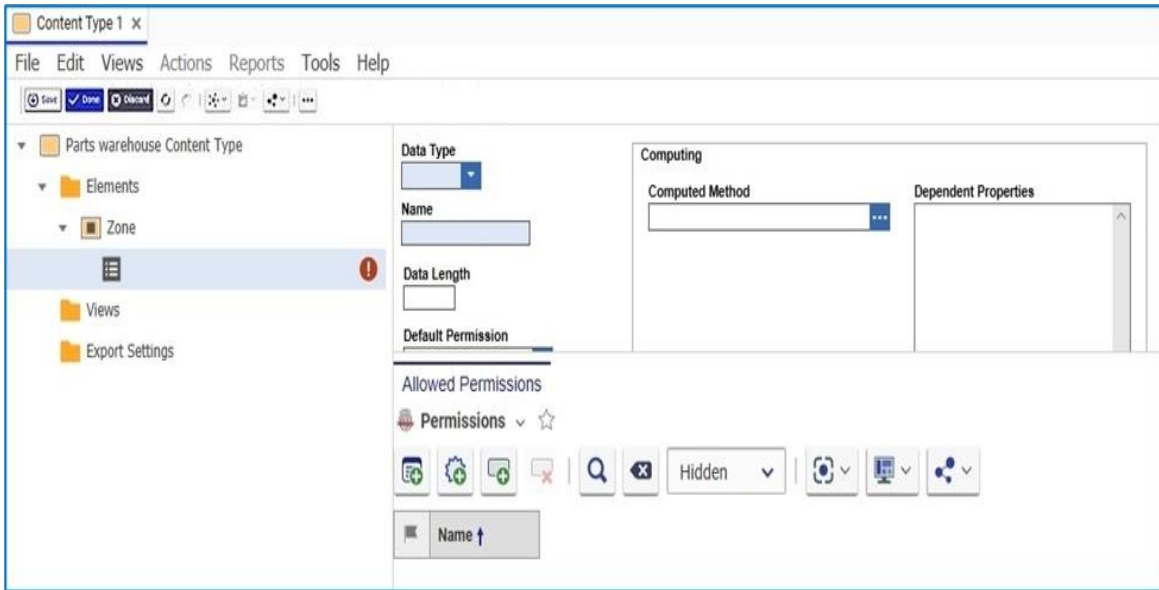 Content Type 1
File Edit Views Actions Reports Tools Help
Save Done Discard
Parts warehouse Content Type
Elements
Zone
Views
Export Settings
Data Type
Name
Data Length
Default Permission
Computing
Computed Method
Dependent Properties
Allowed Permissions
Permissions
Hidden
Name